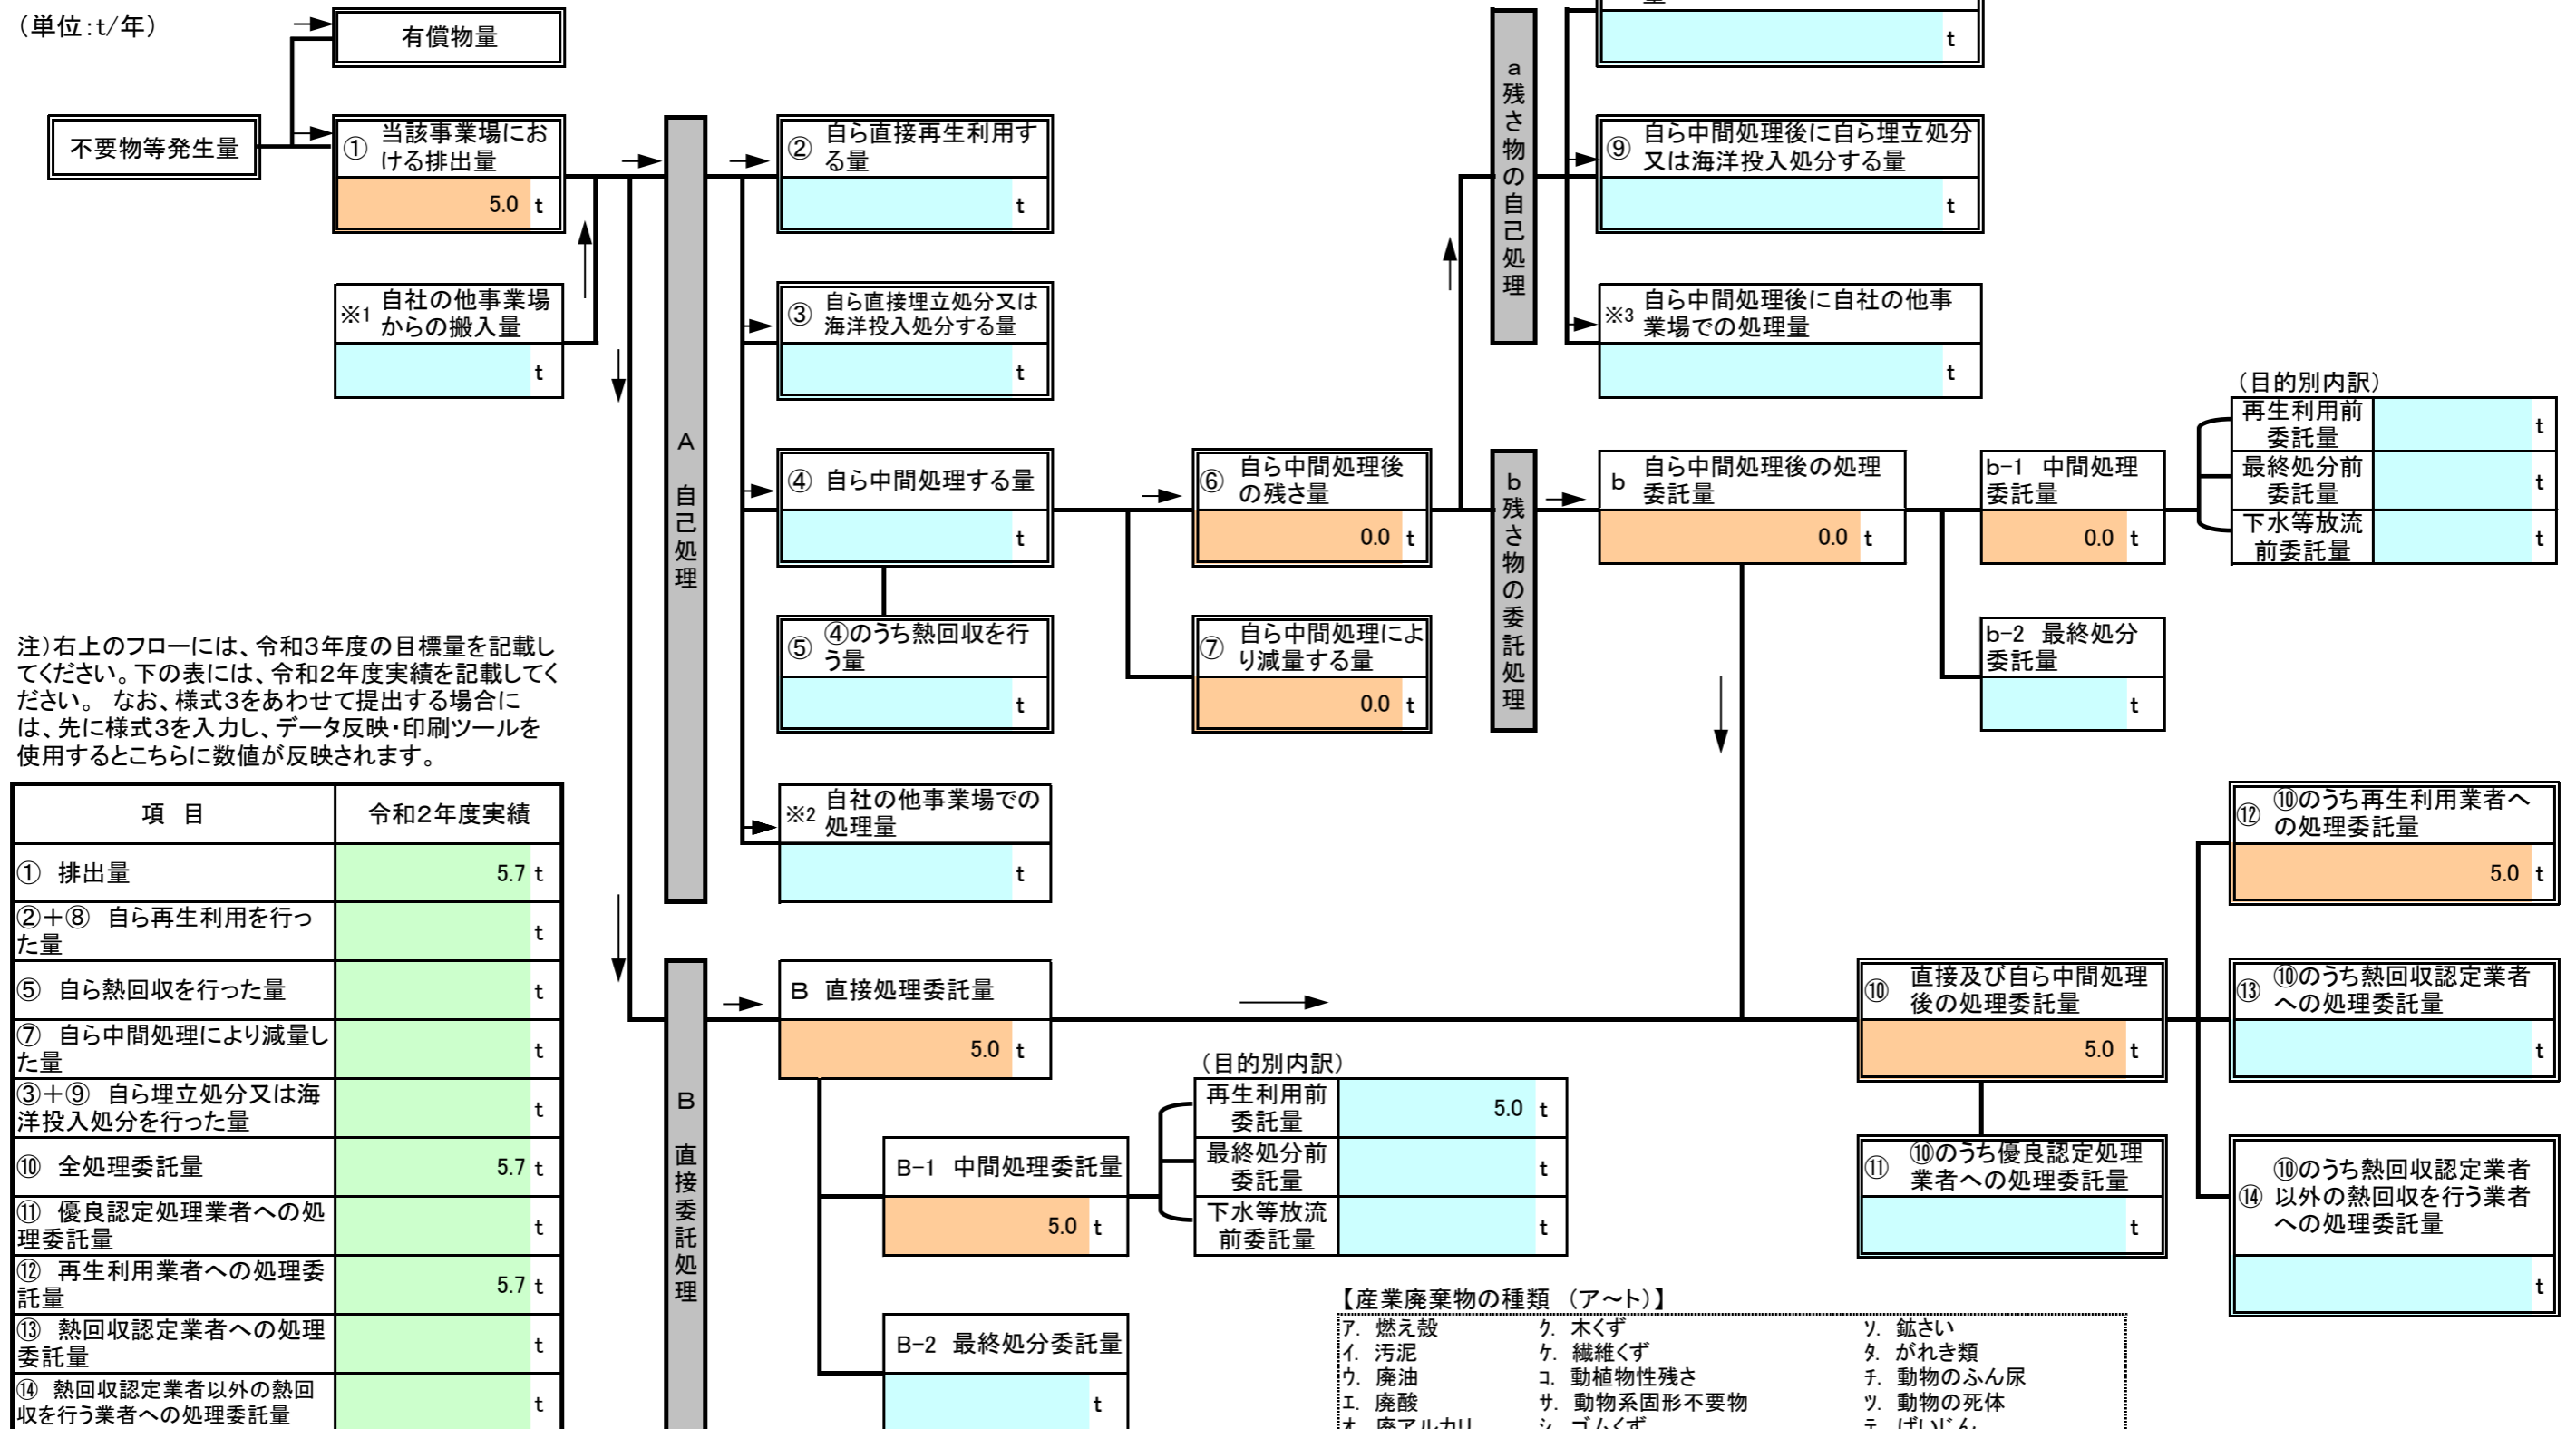 （単位：t/年）
有償物量
不要物等発生量
① 当該事業場にお
ける排出量
5.0 t
※1 自社の他事業場
からの搬入量
t
A 自己処理
② 自ら直接再生利用す
る量
t
③ 自ら直接埋立処分又は
海洋投入処分する量
t
④ 自ら中間処理する量
t
⑤ ④のうち熱回収を行
う量
t
※2 自社の他事業場での
処理量
t
⑥ 自ら中間処理後
の残さ量
0.0 t
⑦ 自ら中間処理によ
り減量する量
0.0 t
a 残さ物の自己処理
量
t
⑨ 自ら中間処理後に自ら埋立処分
又は海洋投入処分する量
t
※3 自ら中間処理後に自社の他事
業場での処理量
t
b 残さ物の委託処理
b 自ら中間処理後の処理
委託量
0.0 t
b-1 中間処理
委託量
0.0 t
（目的別内訳）
再生利用前
委託量
t
最終処分前
委託量
t
下水等放流
前委託量
t
b-2 最終処分
委託量
t
注）右上のフローには、令和３年度の目標量を記載し
てください。下の表には、令和２年度実績を記載してく
ださい。 なお、様式３をあわせて提出する場合に
は、先に様式３を入力し、データ反映・印刷ツールを
使用するとこちらに数値が反映されます。
項 目 令和２年度実績
① 排出量 5.7 t
②＋⑧ 自ら再生利用を行っ
た量 t
⑤ 自ら熱回収を行った量 t
⑦ 自ら中間処理により減量し
た量 t
③＋⑨ 自ら埋立処分又は海
洋投入処分を行った量 t
⑩ 全処理委託量 5.7 t
⑪ 優良認定処理業者への処
理委託量 t
⑫ 再生利用業者への処理委
託量 5.7 t
⑬ 熱回収認定業者への処理
委託量 t
⑭ 熱回収認定業者以外の熱回
収を行う業者への処理委託量 t
B 直接委託処理
B 直接処理委託量
5.0 t
B-1 中間処理委託量
5.0 t
（目的別内訳）
再生利用前
委託量
5.0 t
最終処分前
委託量
t
下水等放流
前委託量
t
B-2 最終処分委託量
t
⑩ 直接及び自ら中間処理
後の処理委託量
5.0 t
⑪ ⑩のうち優良認定処理
業者への処理委託量
t
⑫ ⑩のうち再生利用業者へ
の処理委託量
5.0 t
⑬ ⑩のうち熱回収認定業者
への処理委託量
t
⑭ ⑩のうち熱回収認定業者
以外の熱回収を行う業者
への処理委託量
t
【産業廃棄物の種類 （ア～ト）】
ア. 燃え殻 ク. 木くず ソ. 鉱さい
イ. 汚泥 ケ. 繊維くず タ. がれき類
ウ. 廃油 コ. 動植物性残さ チ. 動物のふん尿
エ. 廃酸 サ. 動物系固形不要物 ツ. 動物の死体
オ. 廃アルカリ シ. ゴムくず テ. ばいじん